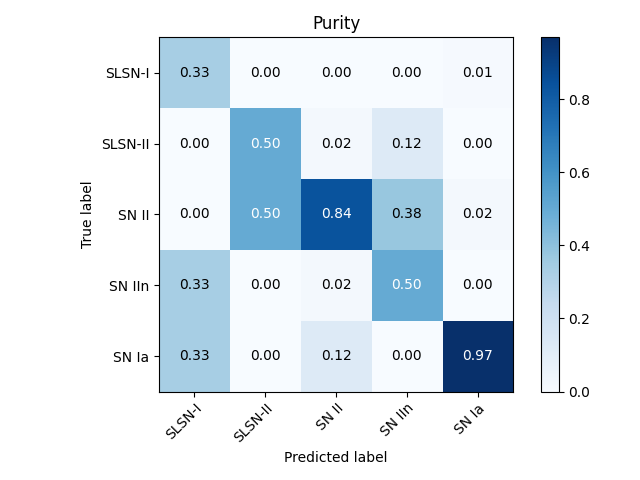 Purity
SLSN-I 0.33 0.00 0.00 0.00 0.01
SLSN-II 0.00 0.50 0.02 0.12 0.00
SN II 0.00 0.50 0.84 0.38 0.02
SN IIn 0.33 0.00 0.02 0.50 0.00
SN Ia 0.33 0.00 0.12 0.00 0.97
SLSN-I SLSN-II SN II SN IIn SN Ia
Predicted label
True label
0.8
0.6
0.4
0.2
0.0